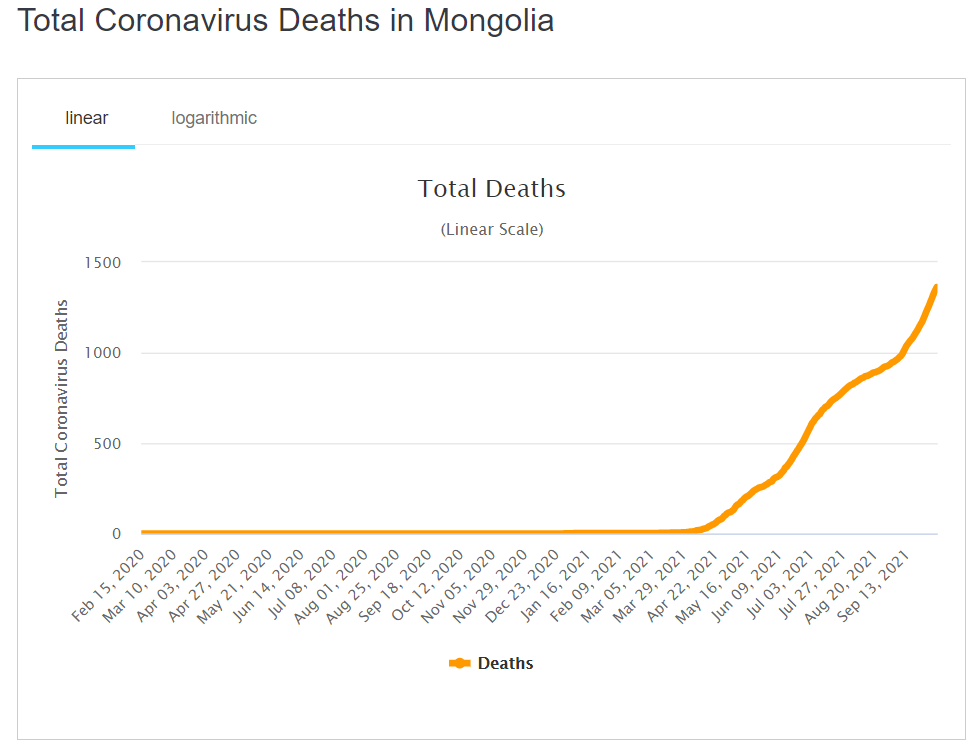 Total Coronavirus Deaths in Mongolia
linear logarithmic
Total Deaths
(Linear Scale)
Total Coronavirus Deaths
1500
1000
500
0
Feb 15, 2020
Mar 10, 2020
Apr 03, 2020
Apr 27, 2020
May 21, 2020
Jun 14, 2020
Jul 08, 2020
Aug 01, 2020
Aug 25, 2020
Sep 18, 2020
Oct 12, 2020
Nov 05, 2020
Nov 29, 2020
Dec 23, 2020
Jan 16, 2021
Feb 09, 2021
Mar 05, 2021
Mar 29, 2021
Apr 22, 2021
May 16, 2021
Jun 09, 2021
Jul 03, 2021
Jul 27, 2021
Aug 20, 2021
Sep 13, 2021
Deaths